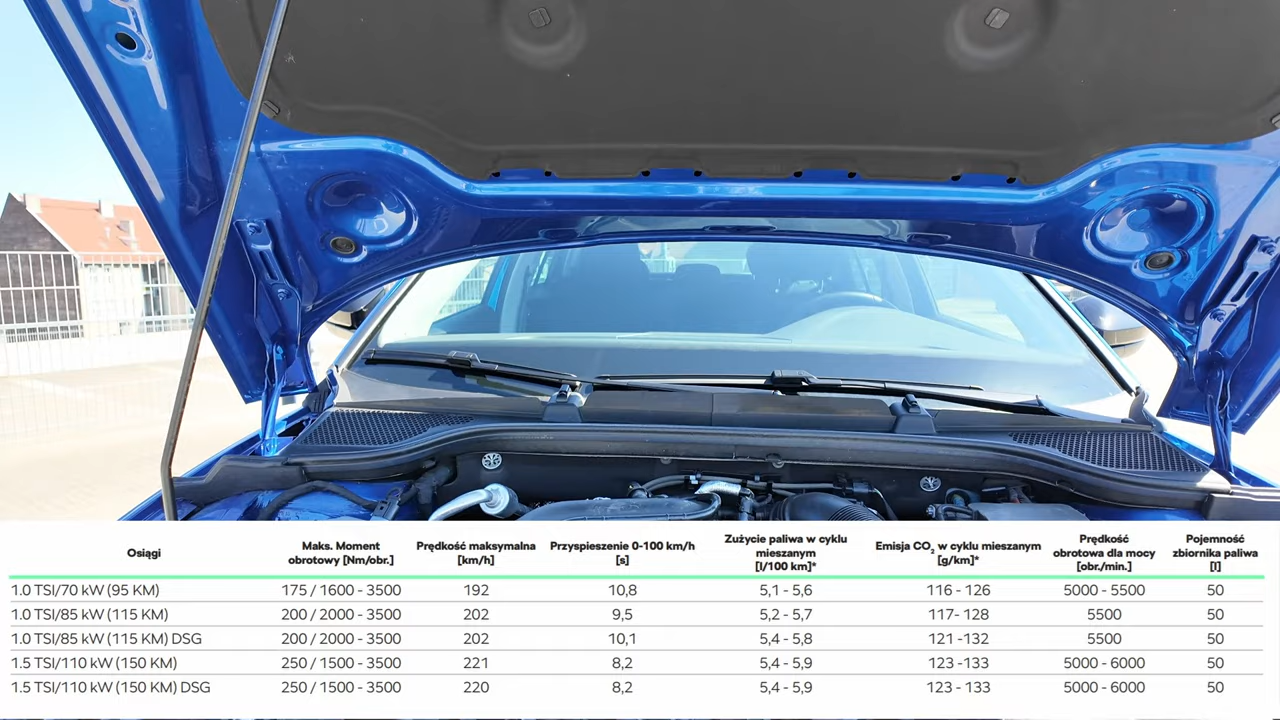 Osiągi Maks. Moment obrotowy [Nm/obr.] Prędkość maksymalna [km/h] Przyspieszenie 0-100 km/h [s] Zużycie paliwa w cyklu mieszanym [l/100 km]* Emisja CO₂ w cyklu mieszanym [g/km]* Prędkość obrotowa dla mocy [obr./min.] Pojemność zbiornika paliwa [l]
1.0 TSI/70 kW (95 KM) 175 / 1600 - 3500 192 10,8 5,1 - 5,6 116 - 126 5000 - 5500 50
1.0 TSI/85 kW (115 KM) 200 / 2000 - 3500 202 9,5 5,2 - 5,7 117- 128 5500 50
1.0 TSI/85 kW (115 KM) DSG 200 / 2000 - 3500 202 10,1 5,4 - 5,8 121 -132 5500 50
1.5 TSI/110 kW (150 KM) 250 / 1500 - 3500 221 8,2 5,4 - 5,9 123 -133 5000 - 6000 50
1.5 TSI/110 kW (150 KM) DSG 250 / 1500 - 3500 220 8,2 5,4 - 5,9 123 - 133 5000 - 6000 50